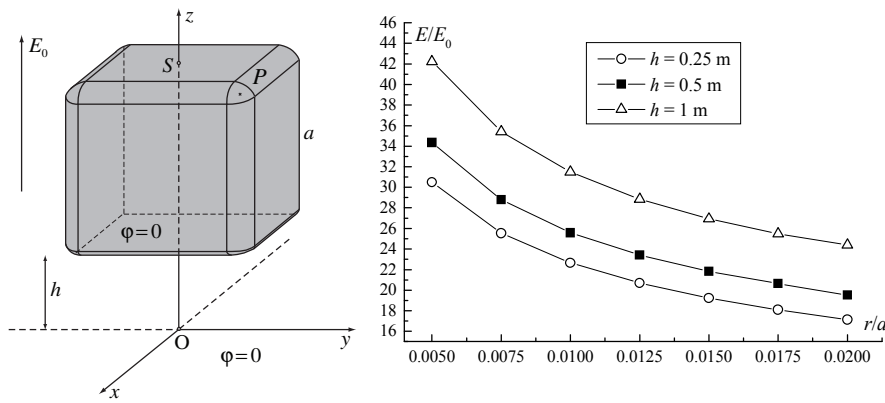 z
E₀
S
P
a
φ=0
h
O
y
φ=0
x
E/E₀
46
44
42
40
38
36
34
32
30
28
26
24
22
20
18
16
h = 0.25 m
h = 0.5 m
h = 1 m
r/a
0.0050 0.0075 0.0100 0.0125 0.0150 0.0175 0.0200